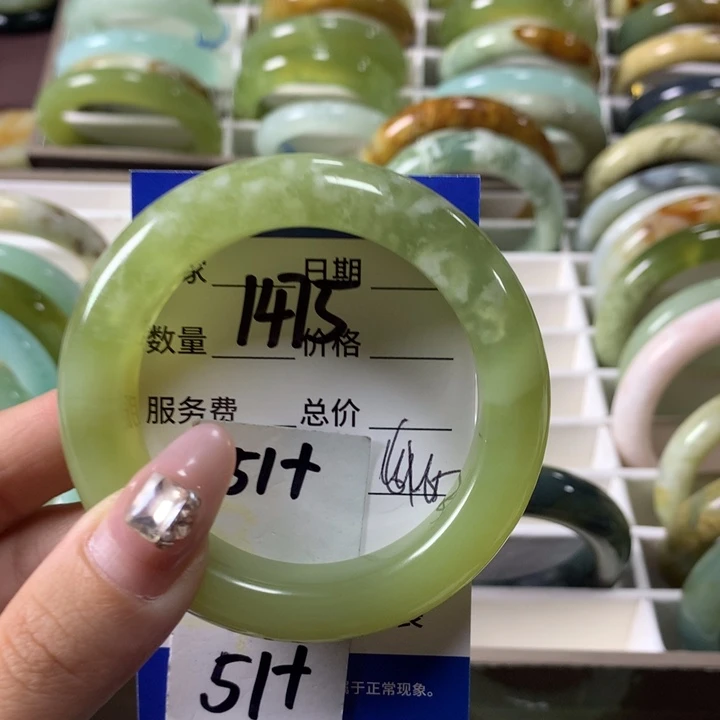 家 日期
1475
数量 价格
服务费 总价
51+
51+
于正常现象。